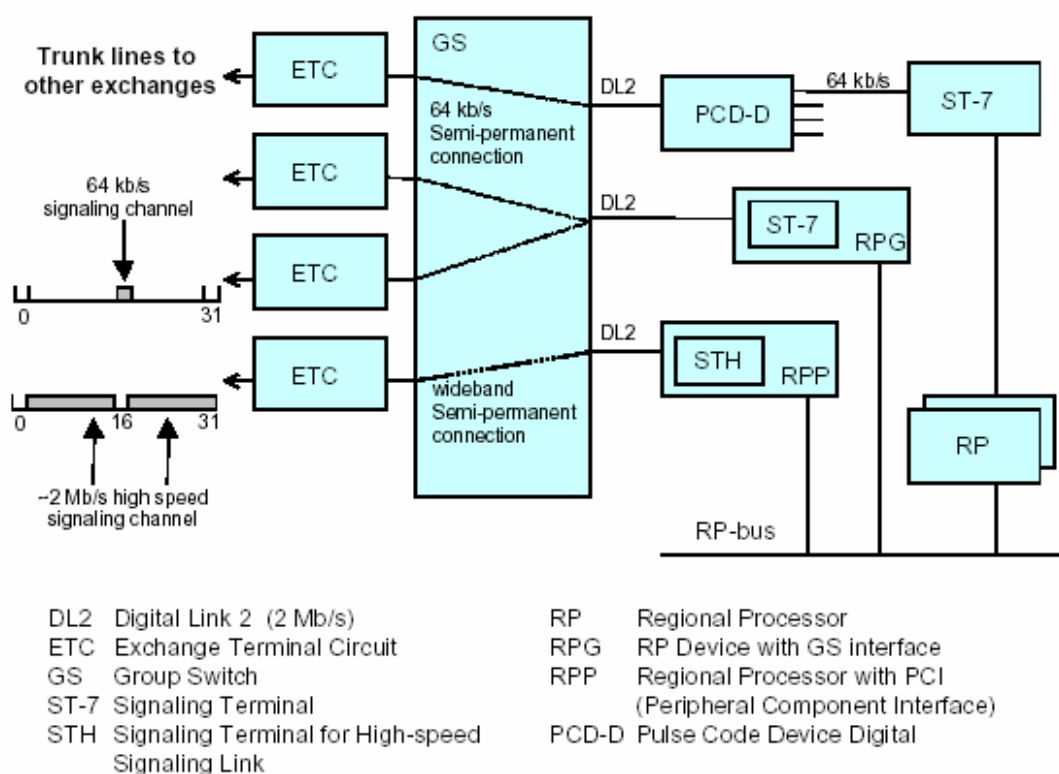 Trunk lines to
other exchanges
ETC
GS
DL2
PCD-D
64 kb/s
ST-7
64 kb/s
Semi-permanent
connection
ETC
64 kb/s
signaling channel
DL2
ST-7
RPG
ETC
0
31
DL2
STH
RPP
ETC
wideband
Semi-permanent
connection
0
16
31
RP
~2 Mb/s high speed
signaling channel
RP-bus
DL2 Digital Link 2 (2 Mb/s)
ETC Exchange Terminal Circuit
GS Group Switch
ST-7 Signaling Terminal
STH Signaling Terminal for High-speed
Signaling Link
RP Regional Processor
RPG RP Device with GS interface
RPP Regional Processor with PCI
(Peripheral Component Interface)
PCD-D Pulse Code Device Digital